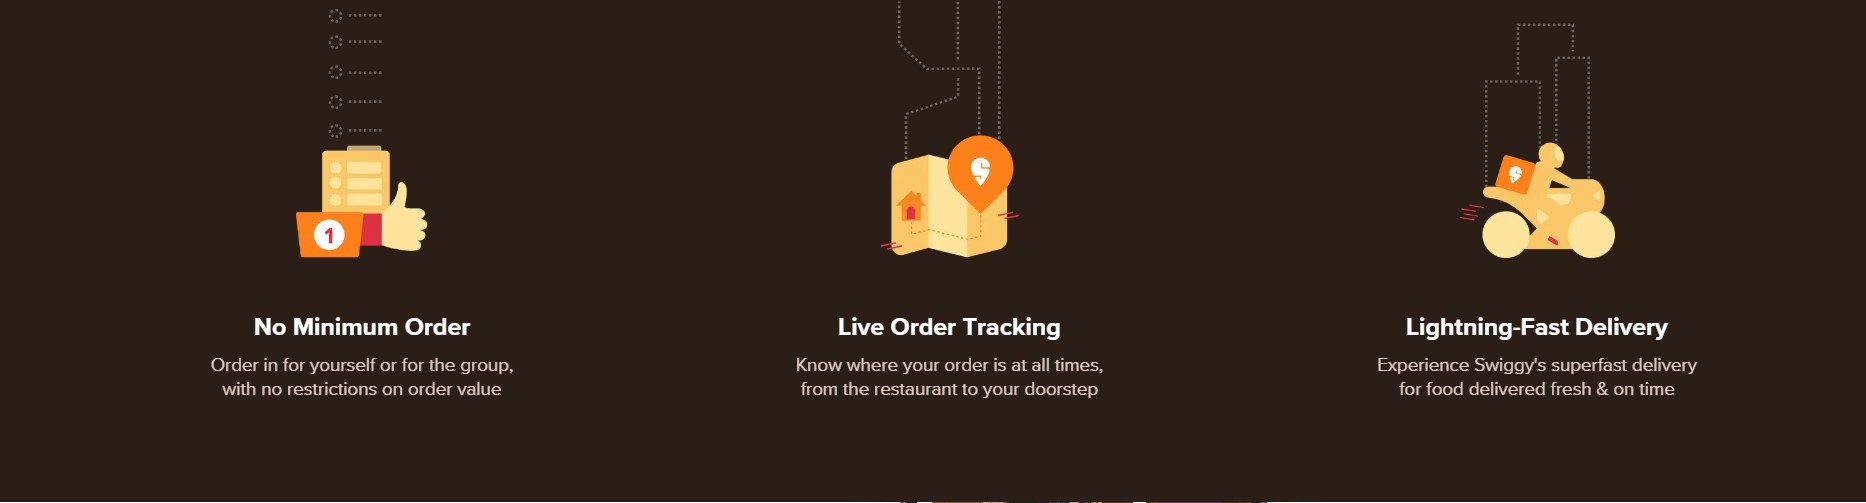 1
No Minimum Order
Order in for yourself or for the group,
with no restrictions on order value
Live Order Tracking
Know where your order is at all times,
from the restaurant to your doorstep
Lightning-Fast Delivery
Experience Swiggy's superfast delivery
for food delivered fresh & on time